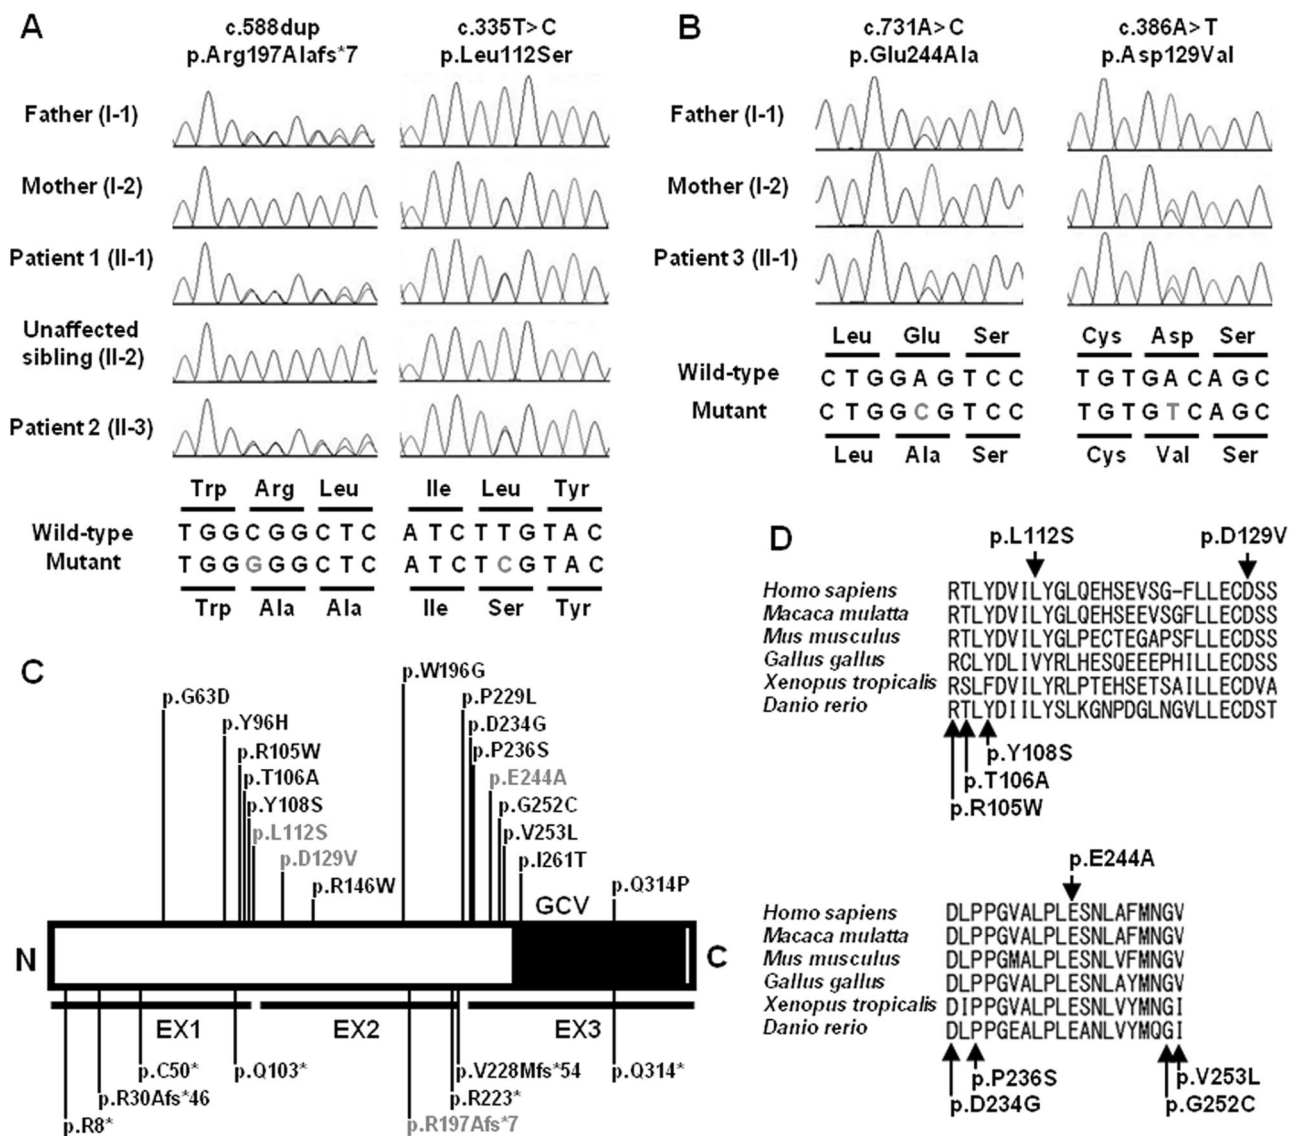 A
c.588dup
p.Arg197Alafs*7
c.335T>C
p.Leu112Ser
Father (I-1)
Mother (I-2)
Patient 1 (II-1)
Unaffected
sibling (II-2)
Patient 2 (II-3)
Trp Arg Leu Ile Leu Tyr
Wild-type T G G C G G C T C A T C T T G T A C
Mutant T G G G G G C T C A T C T C G T A C
Trp Ala Ala Ile Ser Tyr
B
c.731A>C
p.Glu244Ala
c.386A>T
p.Asp129Val
Father (I-1)
Mother (I-2)
Patient 3 (II-1)
Leu Glu Ser Cys Asp Ser
Wild-type C T G G A G T C C T G T G A C A G C
Mutant C T G G C G T C C T G T G T C A G C
Leu Ala Ser Cys Val Ser
C
p.G63D
p.Y96H
p.R105W
p.T106A
p.Y108S
p.L112S
p.D129V
p.R146W
p.W196G
p.P229L
p.D234G
p.P236S
p.E244A
p.G252C
p.V253L
p.I261T
p.Q314P
GCV
N
C
EX1 EX2 EX3
p.C50*
p.Q103*
p.V228Mfs*54
p.Q314*
p.R30Afs*46
p.R223*
p.R8*
p.R197Afs*7
D
p.L112S
p.D129V
Homo sapiens RTLYDVILYGLQEHSEVSG-FLLECDSS
Macaca mulatta RTLYDVILYGLQEHSEEVSGFLLECDSS
Mus musculus RTLYDVILYGLPECTEGAPSFLLECDSS
Gallus gallus RCLYDLIVYRLHESQEEEPHILLECDSS
Xenopus tropicalis RSLFDVILYRLPTEHSETSAILLECDVA
Danio rerio RTLYDIILYSLKGNPDGLNGVLLECDST
p.Y108S
p.T106A
p.R105W
p.E244A
Homo sapiens DLPPGVALPLESNLAFMNGV
Macaca mulatta DLPPGVALPLESNLAFMNGV
Mus musculus DLPPGMALPLESNLVFMNGV
Gallus gallus DLPPGVALPLESNLAYMNGV
Xenopus tropicalis DIPPGVALPLESNLVYMNGI
Danio rerio DLPPGEALPLEANLVYMQGI
p.P236S
p.V253L
p.D234G
p.G252C